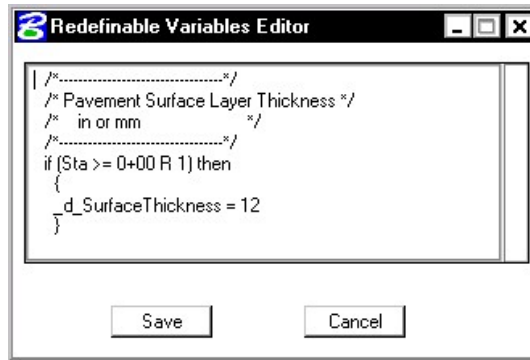 Redefinable Variables Editor
/*--------------------------------*/
/* Pavement Surface Layer Thickness */
/* in or mm */
/*--------------------------------*/
if (Sta >= 0+00 R 1) then
{
_d_SurfaceThickness = 12
}
Save Cancel